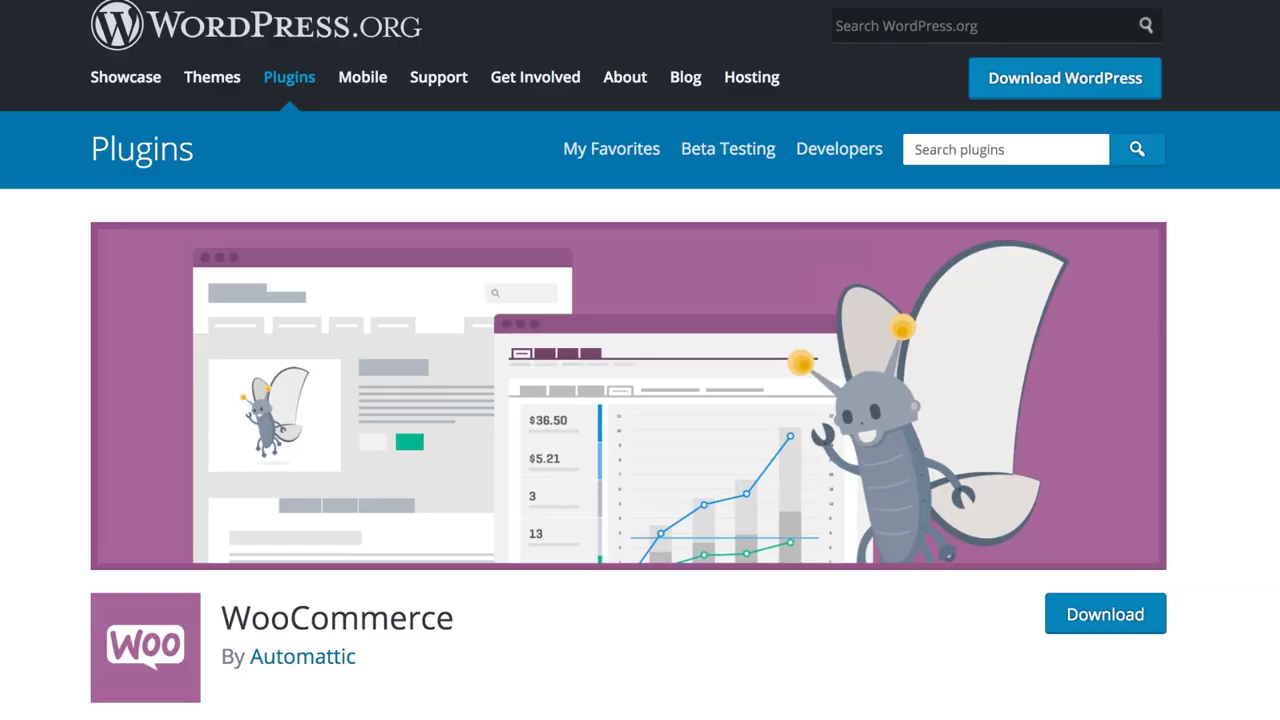 WORDPRESS.ORG
Search WordPress.org
Showcase Themes Plugins Mobile Support Get Involved About Blog Hosting
Download WordPress
Plugins
My Favorites Beta Testing Developers
Search plugins
$36.50
$5.21
3
13
WOO
WooCommerce
Download
By Automattic